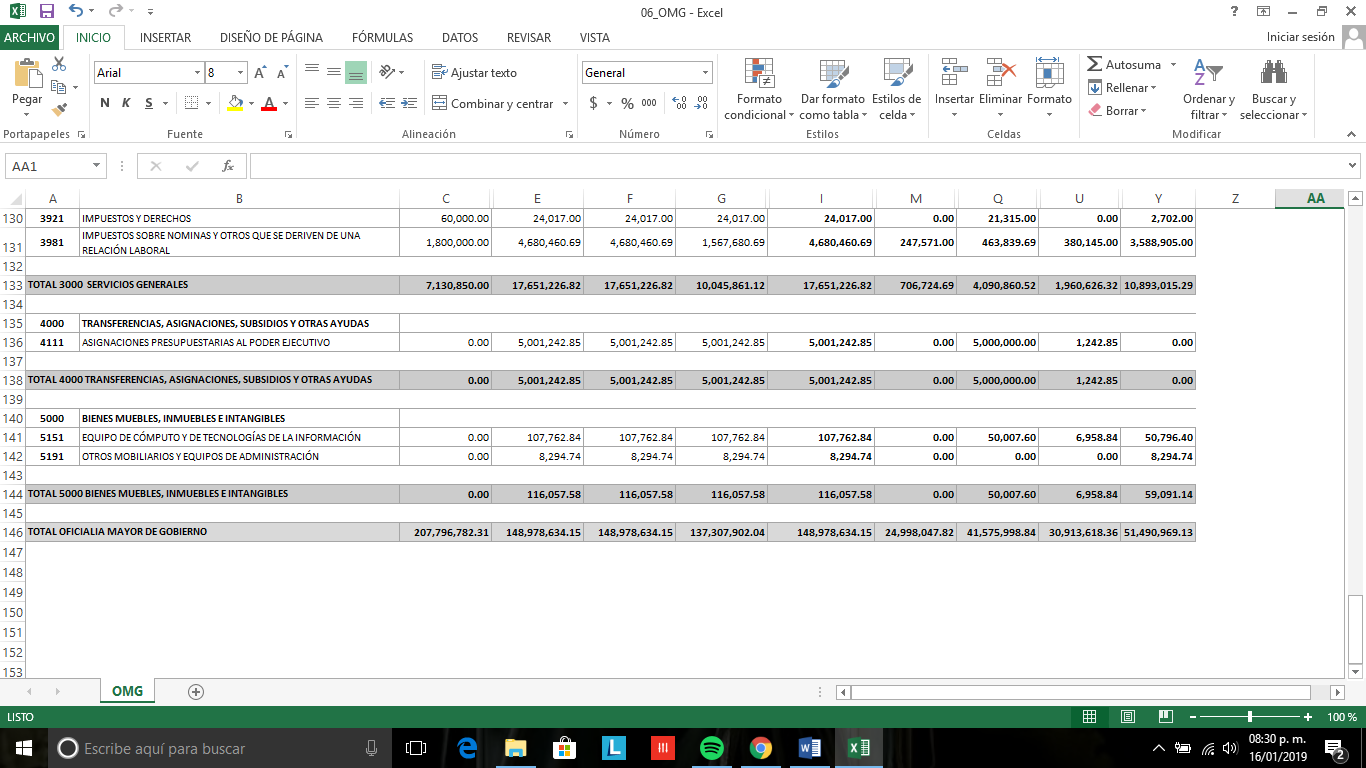 06_OMG - Excel
ARCHIVO INICIO INSERTAR DISEÑO DE PÁGINA FÓRMULAS DATOS REVISAR VISTA Iniciar sesión
Pegar
Arial 8
N K S
Ajustar texto
Combinar y centrar
General
$ % 000
Formato condicional
Dar formato como tabla
Estilos de celda
Insertar Eliminar Formato
Autosuma
Rellenar
Borrar
Ordenar y filtrar
Buscar y seleccionar
Portapapeles Fuente Alineación Número Estilos Celdas Modificar
AA1 fx
A B C E F G I M Q U Y Z AA
130 3921 IMPUESTOS Y DERECHOS 60,000.00 24,017.00 24,017.00 24,017.00 24,017.00 0.00 21,315.00 0.00 2,702.00
131 3981 IMPUESTOS SOBRE NOMINAS Y OTROS QUE SE DERIVEN DE UNA
RELACIÓN LABORAL 1,800,000.00 4,680,460.69 4,680,460.69 1,567,680.69 4,680,460.69 247,571.00 463,839.69 380,145.00 3,588,905.00
132
133 TOTAL 3000 SERVICIOS GENERALES 7,130,850.00 17,651,226.82 17,651,226.82 10,045,861.12 17,651,226.82 706,724.69 4,090,860.52 1,960,626.32 10,893,015.29
134
135 4000 TRANSFERENCIAS, ASIGNACIONES, SUBSIDIOS Y OTRAS AYUDAS
136 4111 ASIGNACIONES PRESUPUESTARIAS AL PODER EJECUTIVO 0.00 5,001,242.85 5,001,242.85 5,001,242.85 5,001,242.85 0.00 5,000,000.00 1,242.85 0.00
137
138 TOTAL 4000 TRANSFERENCIAS, ASIGNACIONES, SUBSIDIOS Y OTRAS AYUDAS 0.00 5,001,242.85 5,001,242.85 5,001,242.85 5,001,242.85 0.00 5,000,000.00 1,242.85 0.00
139
140 5000 BIENES MUEBLES, INMUEBLES E INTANGIBLES
141 5151 EQUIPO DE CÓMPUTO Y DE TECNOLOGÍAS DE LA INFORMACIÓN 0.00 107,762.84 107,762.84 107,762.84 107,762.84 0.00 50,007.60 6,958.84 50,796.40
142 5191 OTROS MOBILIARIOS Y EQUIPOS DE ADMINISTRACIÓN 0.00 8,294.74 8,294.74 8,294.74 8,294.74 0.00 0.00 0.00 8,294.74
143
144 TOTAL 5000 BIENES MUEBLES, INMUEBLES E INTANGIBLES 0.00 116,057.58 116,057.58 116,057.58 116,057.58 0.00 50,007.60 6,958.84 59,091.14
145
146 TOTAL OFICIALIA MAYOR DE GOBIERNO 207,796,782.31 148,978,634.15 148,978,634.15 137,307,902.04 148,978,634.15 24,998,047.82 41,575,998.84 30,913,618.36 51,490,969.13
147
148
149
150
151
152
153
OMG
LISTO 100 %
Escribe aquí para buscar
08:30 p. m.
16/01/2019
2